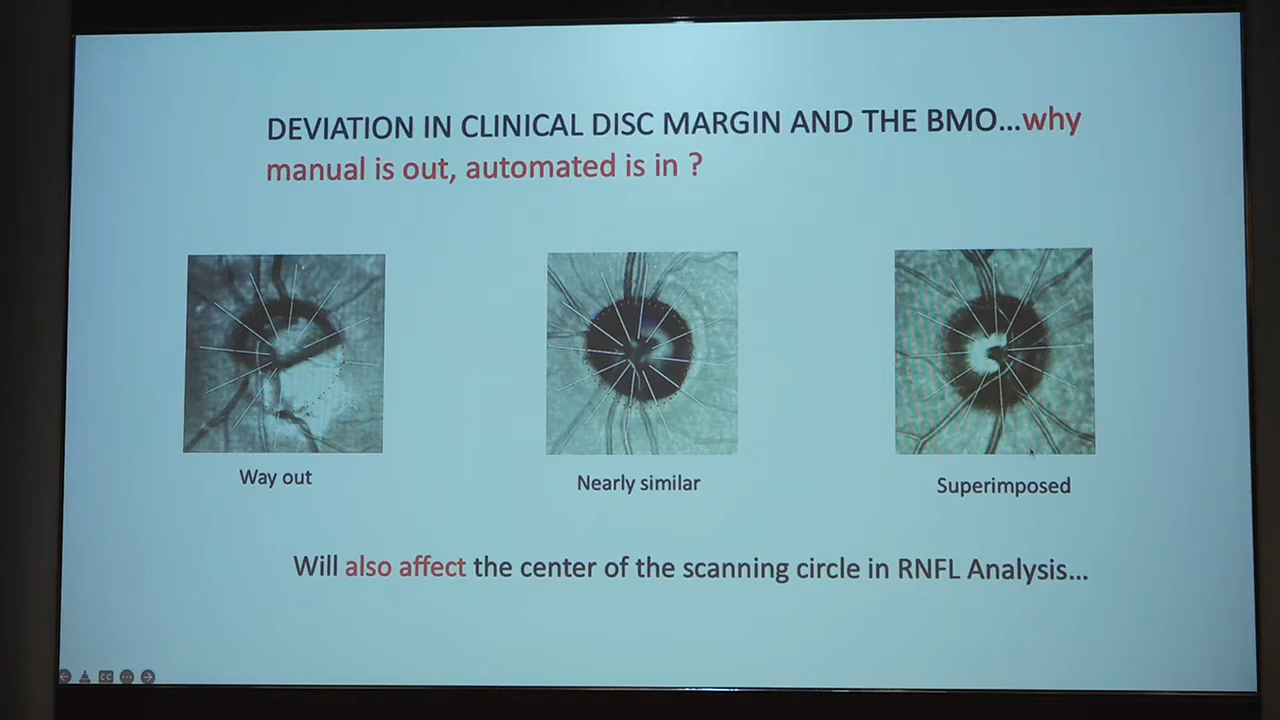 DEVIATION IN CLINICAL DISC MARGIN AND THE BMO...why
manual is out, automated is in ?
Way out
Nearly similar
Superimposed
Will also affect the center of the scanning circle in RNFL Analysis...
CC